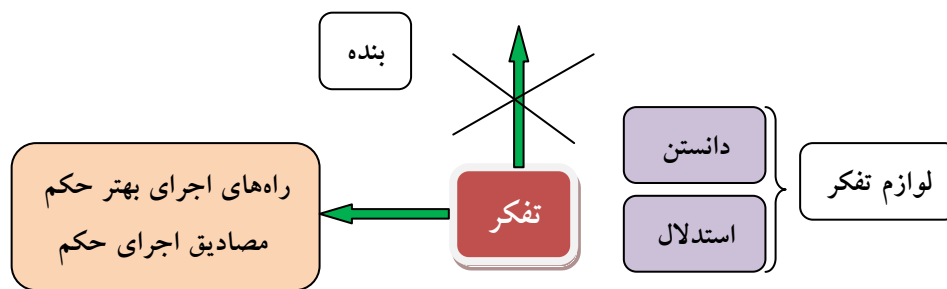 بنده
لوازم تفکر
دانستن
استدلال
تفکر
راه‌های اجرای بهتر حکم
مصادیق اجرای حکم